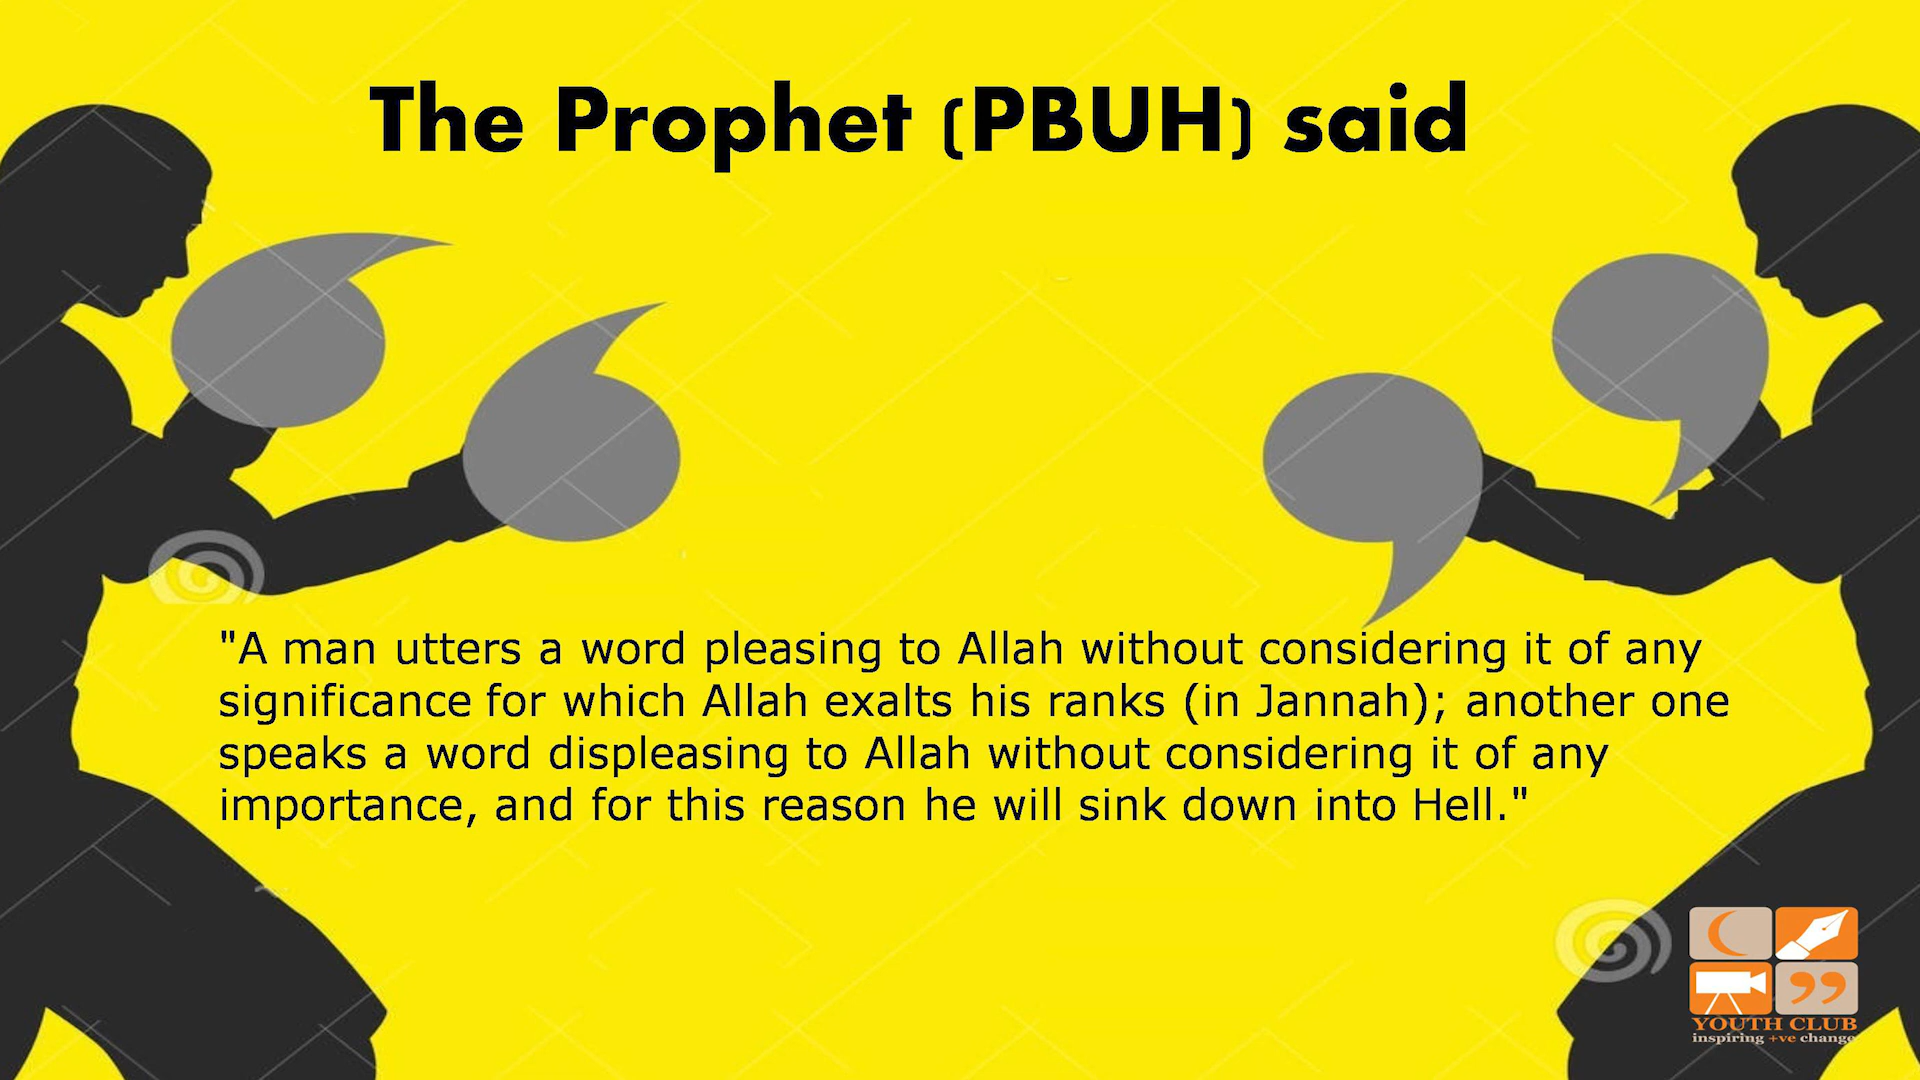 The Prophet (PBUH) said
"A man utters a word pleasing to Allah without considering it of any
significance for which Allah exalts his ranks (in Jannah); another one
speaks a word displeasing to Allah without considering it of any
importance, and for this reason he will sink down into Hell."
YOUTH CLUB
inspiring +ve change